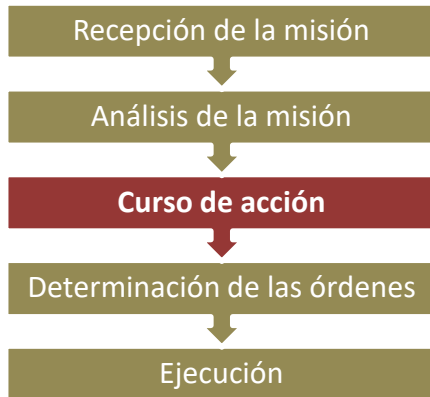 Recepción de la misión
Análisis de la misión
Curso de acción
Determinación de las órdenes
Ejecución